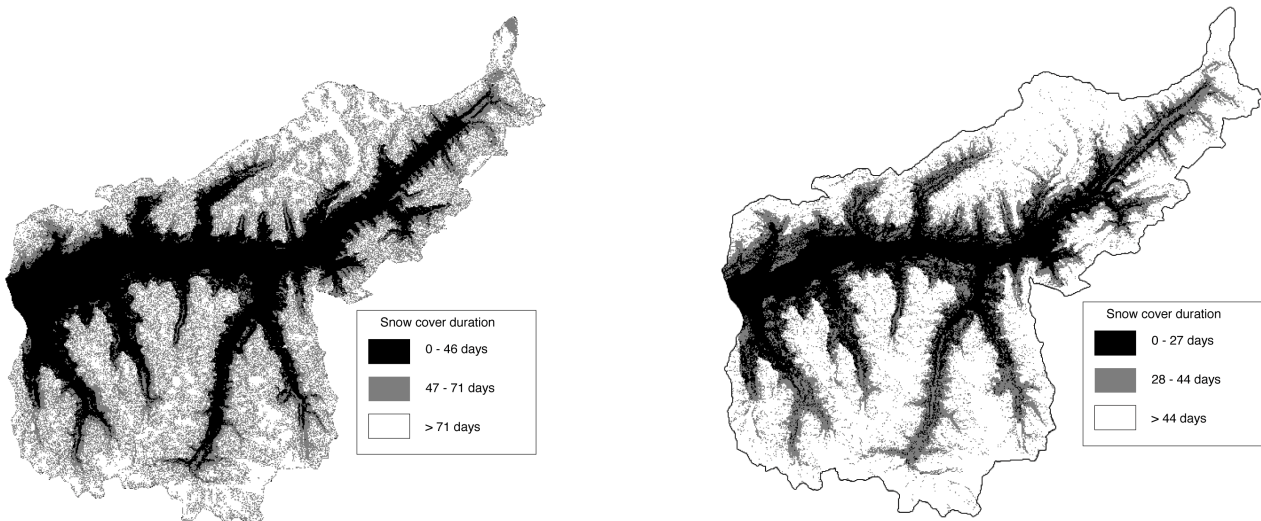 Snow cover duration
0 - 46 days
47 - 71 days
> 71 days
Snow cover duration
0 - 27 days
28 - 44 days
> 44 days